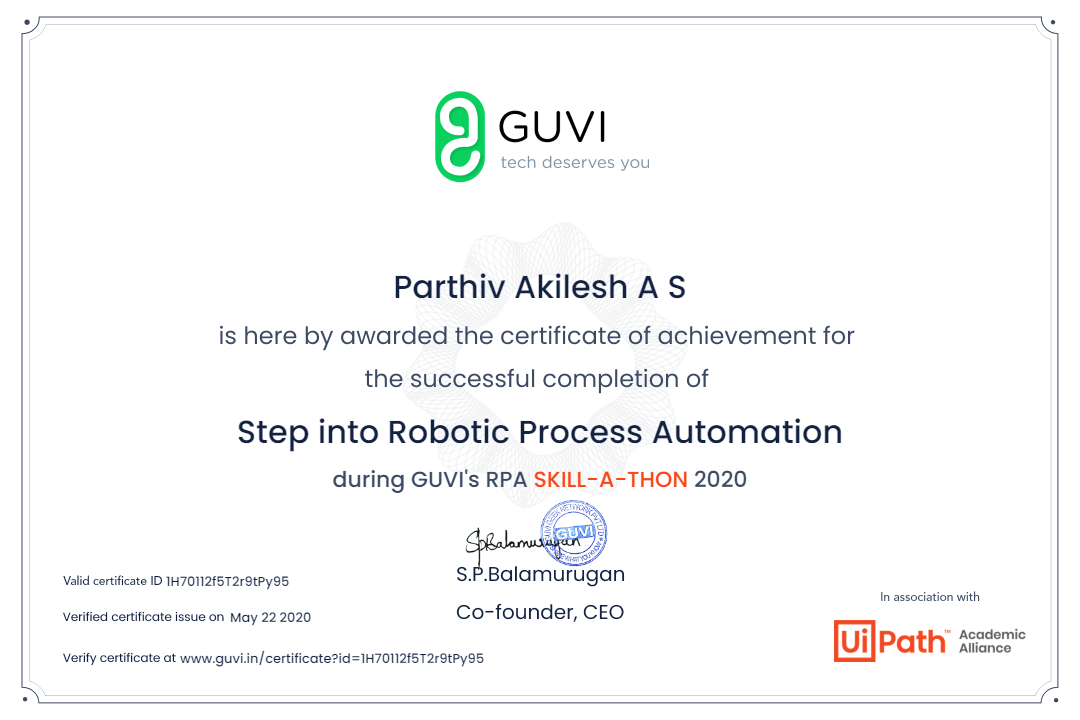 GUVI
tech deserves you
Parthiv Akilesh A S
is here by awarded the certificate of achievement for
the successful completion of
Step into Robotic Process Automation
during GUVI's RPA SKILL-A-THON 2020
S.P.Balamurugan
GUVI
S.P.Balamurugan
Co-founder, CEO
Valid certificate ID 1H70112f5T2r9tPy95
Verified certificate issue on May 22 2020
Verify certificate at www.guvi.in/certificate?id=1H70112f5T2r9tPy95
In association with
UiPath™ Academic
Alliance